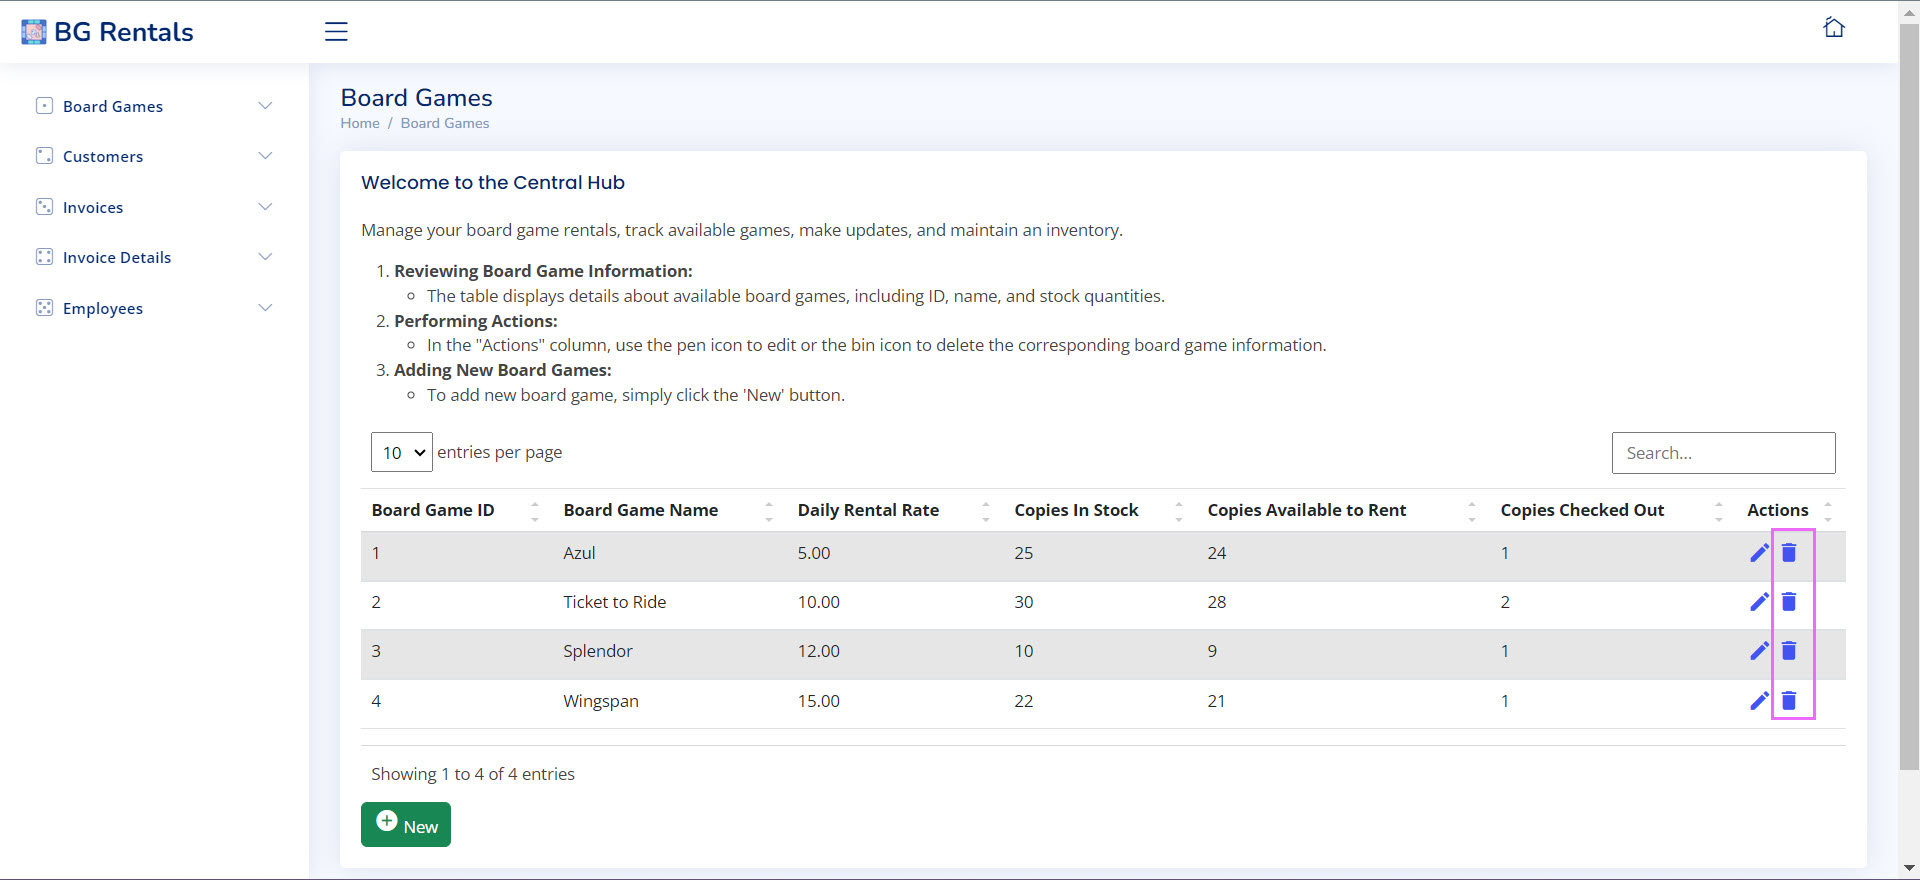 BG Rentals
Board Games
Customers
Invoices
Invoice Details
Employees
Board Games
Home / Board Games
Welcome to the Central Hub
Manage your board game rentals, track available games, make updates, and maintain an inventory.
1. Reviewing Board Game Information:
The table displays details about available board games, including ID, name, and stock quantities.
2. Performing Actions:
In the "Actions" column, use the pen icon to edit or the bin icon to delete the corresponding board game information.
3. Adding New Board Games:
To add new board game, simply click the 'New' button.
10 entries per page
Search...
Board Game ID Board Game Name Daily Rental Rate Copies In Stock Copies Available to Rent Copies Checked Out Actions
1 Azul 5.00 25 24 1
2 Ticket to Ride 10.00 30 28 2
3 Splendor 12.00 10 9 1
4 Wingspan 15.00 22 21 1
Showing 1 to 4 of 4 entries
New